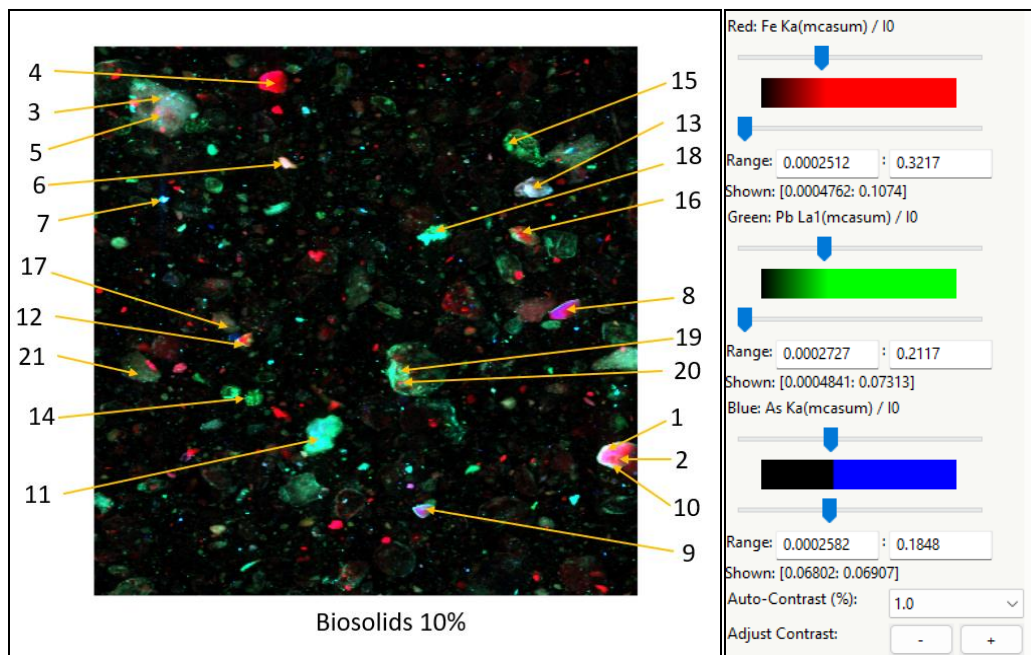 4
3
5
6
7
17
12
21
14
11
15
13
18
16
8
19
20
1
2
10
9
Biosolids 10%
Red: Fe Ka(mcasum) / I0
Range: 0.0002512 : 0.3217
Shown: [0.0004762: 0.1074]
Green: Pb La1(mcasum) / I0
Range: 0.0002727 : 0.2117
Shown: [0.0004841: 0.07313]
Blue: As Ka(mcasum) / I0
Range: 0.0002582 : 0.1848
Shown: [0.06802: 0.06907]
Auto-Contrast (%): 1.0
Adjust Contrast: - +